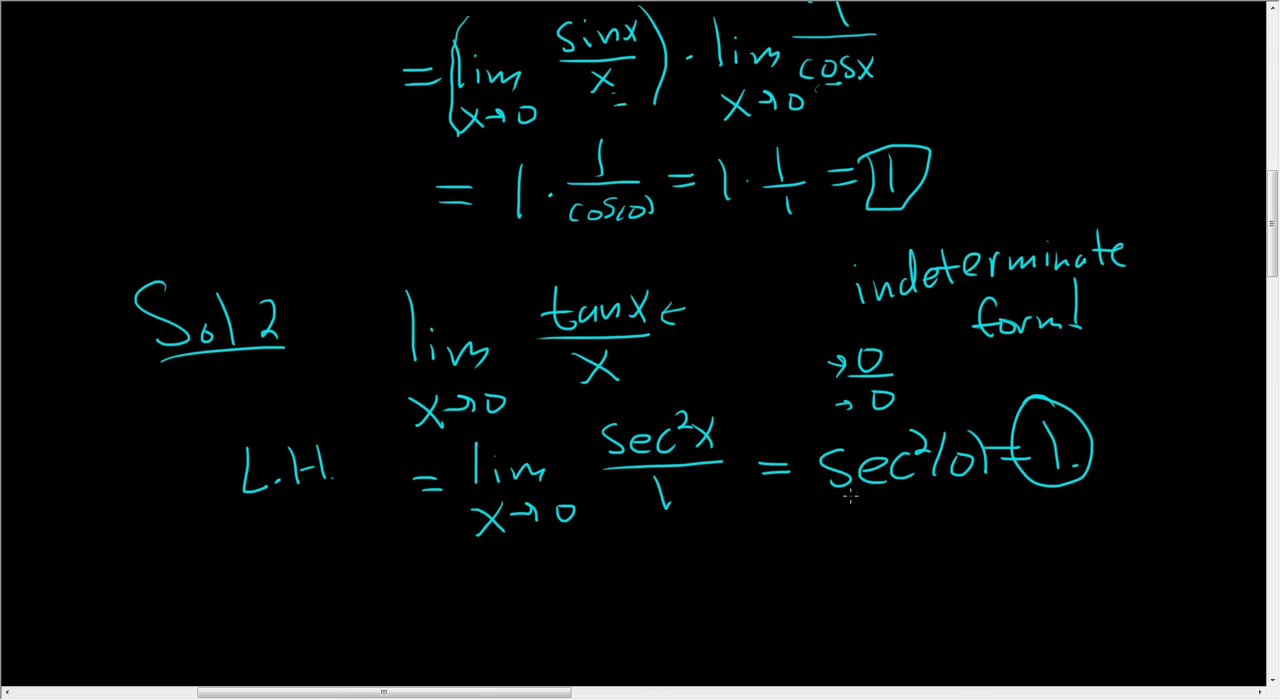 = (lim x→0 sinx/x) · lim x→0 1/cosx
= 1 · 1/cos(0) = 1 · 1/1 = 1
indeterminate
form
Sol 2 lim x→0 tanx/x ←
→ 0 / → 0
L.H. = lim x→0 sec²x/1 = sec²(0) = 1.